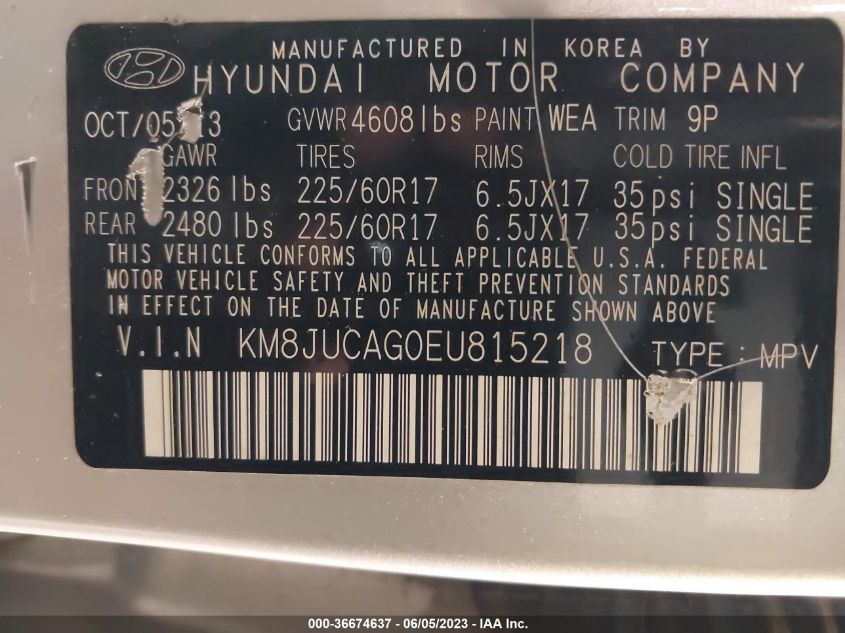 MANUFACTURED IN KOREA BY
HYUNDAI MOTOR COMPANY
OCT/05/13 GVWR 4608lbs PAINT WEA TRIM 9P
GAWR TIRES RIMS COLD TIRE INFL
FRONT 2326 lbs 225/60R17 6.5JX17 35psi SINGLE
REAR 2480 lbs 225/60R17 6.5JX17 35psi SINGLE
THIS VEHICLE CONFORMS TO ALL APPLICABLE U.S.A. FEDERAL
MOTOR VEHICLE SAFETY AND THEFT PREVENTION STANDARDS
IN EFFECT ON THE DATE OF MANUFACTURE SHOWN ABOVE
V.I.N KM8JUCAG0EU815218 TYPE : MPV
000-36674637 - 06/05/2023 - IAA Inc.